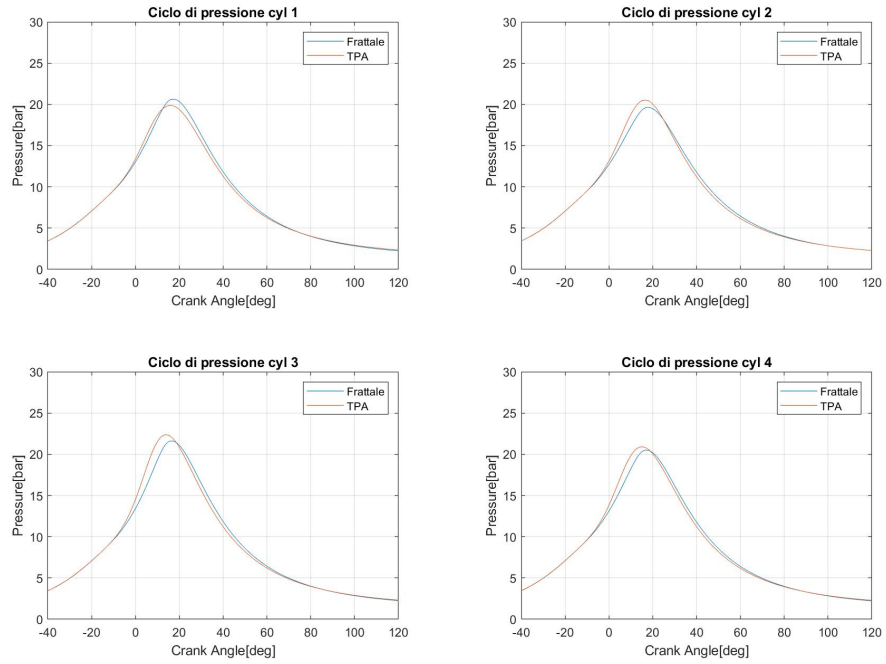 Ciclo di pressione cyl 1
30
25
20
15
10
5
0
Pressure[bar]
Frattale
TPA
-40 -20 0 20 40 60 80 100 120
Crank Angle[deg]
Ciclo di pressione cyl 2
30
25
20
15
10
5
0
Pressure[bar]
Frattale
TPA
-40 -20 0 20 40 60 80 100 120
Crank Angle[deg]
Ciclo di pressione cyl 3
30
25
20
15
10
5
0
Pressure[bar]
Frattale
TPA
-40 -20 0 20 40 60 80 100 120
Crank Angle[deg]
Ciclo di pressione cyl 4
30
25
20
15
10
5
0
Pressure[bar]
Frattale
TPA
-40 -20 0 20 40 60 80 100 120
Crank Angle[deg]